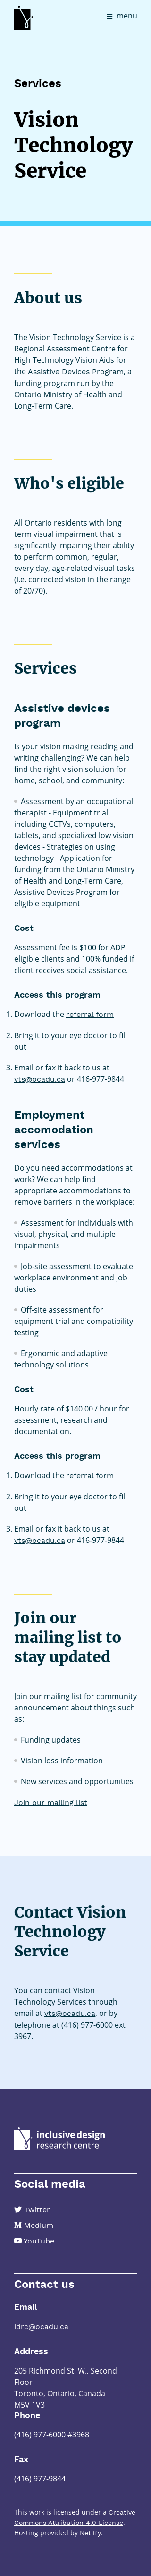 menu
Services
Vision
Technology
Service
About us
The Vision Technology Service is a
Regional Assessment Centre for
High Technology Vision Aids for
the Assistive Devices Program, a
funding program run by the
Ontario Ministry of Health and
Long-Term Care.
Who's eligible
All Ontario residents with long
term visual impairment that is
significantly impairing their ability
to perform common, regular,
every day, age-related visual tasks
(i.e. corrected vision in the range
of 20/70).
Services
Assistive devices
program
Is your vision making reading and
writing challenging? We can help
find the right vision solution for
home, school, and community:
Assessment by an occupational
therapist - Equipment trial
including CCTVs, computers,
tablets, and specialized low vision
devices - Strategies on using
technology - Application for
funding from the Ontario Ministry
of Health and Long-Term Care,
Assistive Devices Program for
eligible equipment
Cost
Assessment fee is $100 for ADP
eligible clients and 100% funded if
client receives social assistance.
Access this program
1. Download the referral form
2. Bring it to your eye doctor to fill
out
3. Email or fax it back to us at
vts@ocadu.ca or 416-977-9844
Employment
accomodation
services
Do you need accommodations at
work? We can help find
appropriate accommodations to
remove barriers in the workplace:
Assessment for individuals with
visual, physical, and multiple
impairments
Job-site assessment to evaluate
workplace environment and job
duties
Off-site assessment for
equipment trial and compatibility
testing
Ergonomic and adaptive
technology solutions
Cost
Hourly rate of $140.00 / hour for
assessment, research and
documentation.
Access this program
1. Download the referral form
2. Bring it to your eye doctor to fill
out
3. Email or fax it back to us at
vts@ocadu.ca or 416-977-9844
Join our
mailing list to
stay updated
Join our mailing list for community
announcement about things such
as:
Funding updates
Vision loss information
New services and opportunities
Join our mailing list
Contact Vision
Technology
Service
You can contact Vision
Technology Services through
email at vts@ocadu.ca, or by
telephone at (416) 977-6000 ext
3967.
inclusive design
research centre
Social media
Twitter
Medium
YouTube
Contact us
Email
idrc@ocadu.ca
Address
205 Richmond St. W., Second
Floor
Toronto, Ontario, Canada
M5V 1V3
Phone
(416) 977-6000 #3968
Fax
(416) 977-9844
This work is licensed under a Creative
Commons Attribution 4.0 License.
Hosting provided by Netlify.